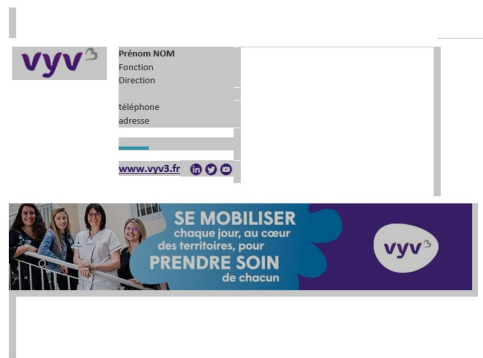 vyv3
Prénom NOM
Fonction
Direction
téléphone
adresse
www.vyv3.fr
in
SE MOBILISER
chaque jour, au cœur
des territoires, pour
PRENDRE SOIN
de chacun
vyv3